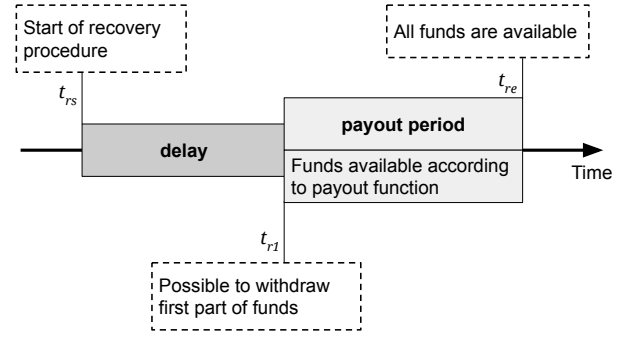 Start of recovery
procedure
All funds are available
t_rs
t_re
delay
payout period
Funds available according
to payout function
Time
t_r1
Possible to withdraw
first part of funds